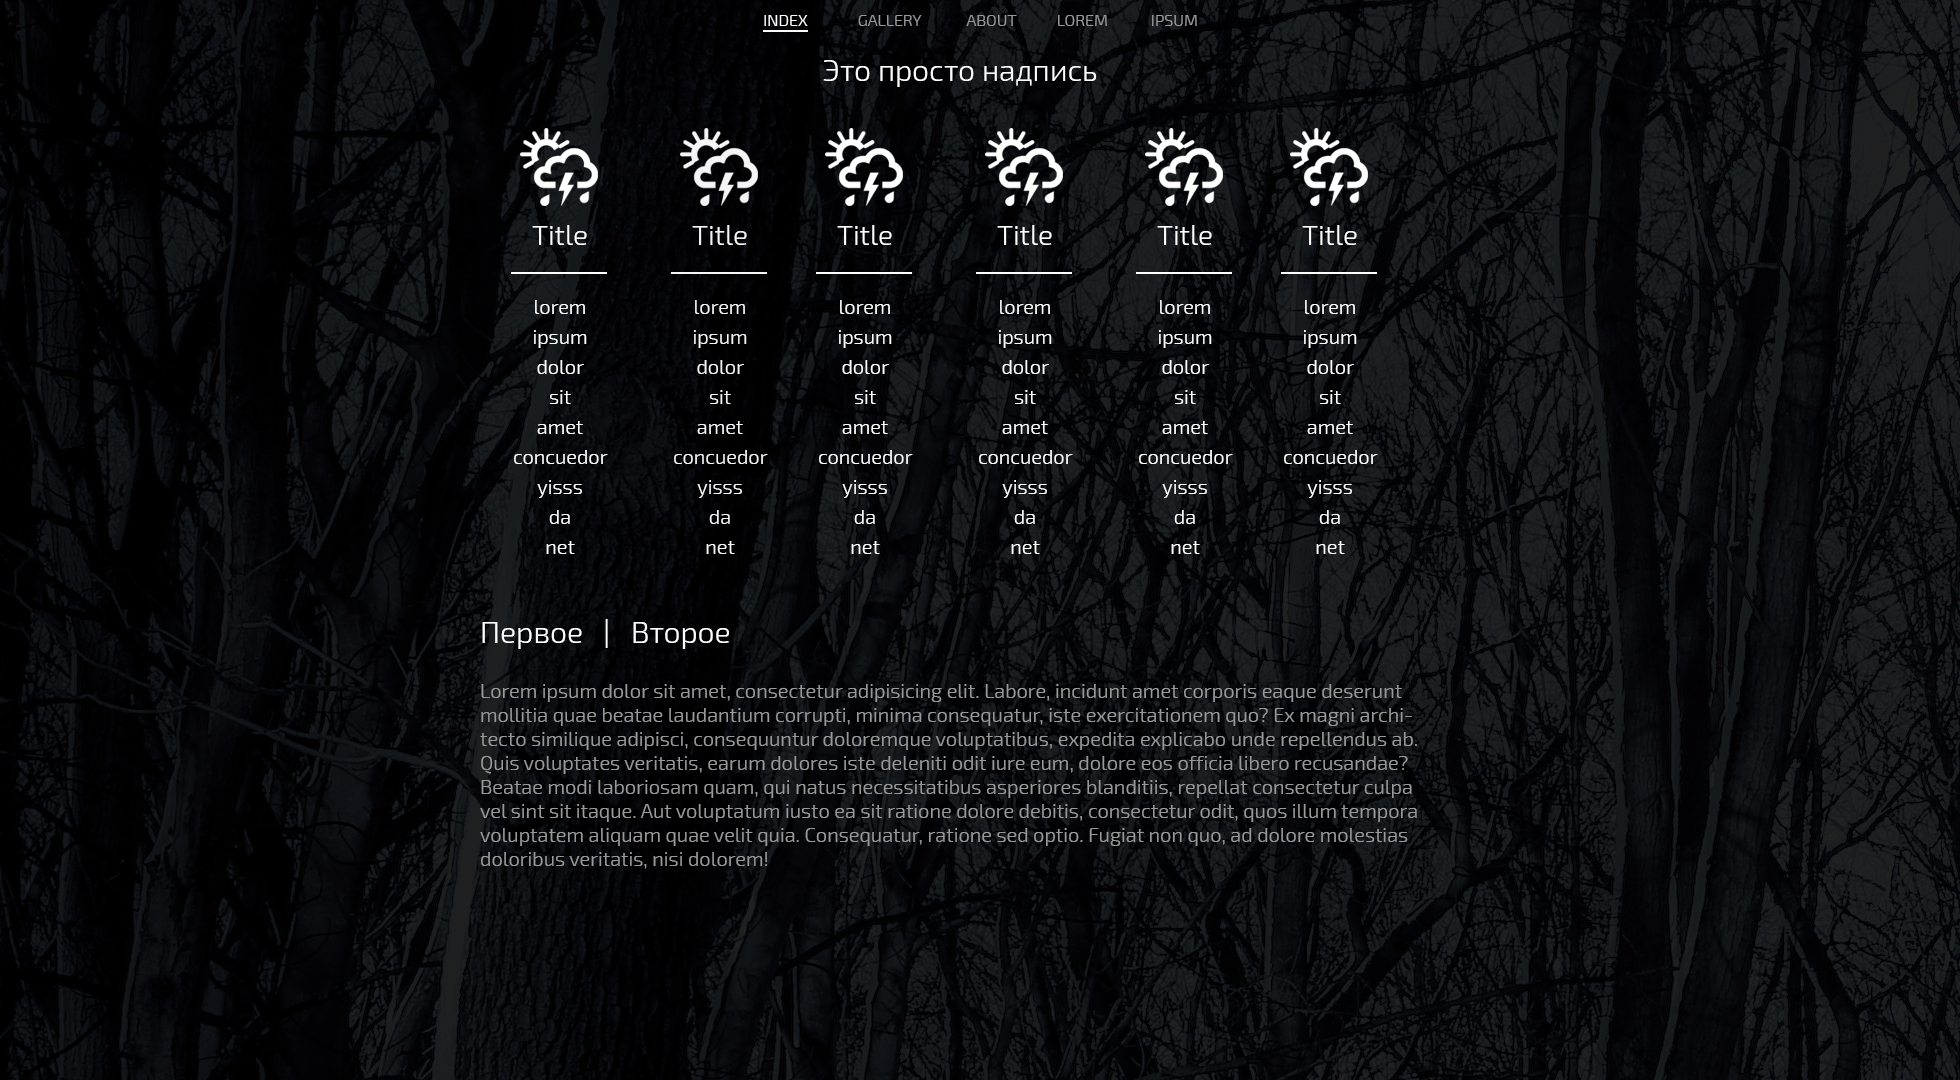 INDEX GALLERY ABOUT LOREM IPSUM
Это просто надпись
Title Title Title Title Title Title
lorem lorem lorem lorem lorem lorem
ipsum ipsum ipsum ipsum ipsum ipsum
dolor dolor dolor dolor dolor dolor
sit sit sit sit sit sit
amet amet amet amet amet amet
concuedor concuedor concuedor concuedor concuedor concuedor
yisss yisss yisss yisss yisss yisss
da da da da da da
net net net net net net
Первое | Второе
Lorem ipsum dolor sit amet, consectetur adipisicing elit. Labore, incidunt amet corporis eaque deserunt
mollitia quae beatae laudantium corrupti, minima consequatur, iste exercitationem quo? Ex magni archi-
tecto similique adipisci, consequuntur doloremque voluptatibus, expedita explicabo unde repellendus ab.
Quis voluptates veritatis, earum dolores iste deleniti odit iure eum, dolore eos officia libero recusandae?
Beatae modi laboriosam quam, qui natus necessitatibus asperiores blanditiis, repellat consectetur culpa
vel sint sit itaque. Aut voluptatum iusto ea sit ratione dolore debitis, consectetur odit, quos illum tempora
voluptatem aliquam quae velit quia. Consequatur, ratione sed optio. Fugiat non quo, ad dolore molestias
doloribus veritatis, nisi dolorem!